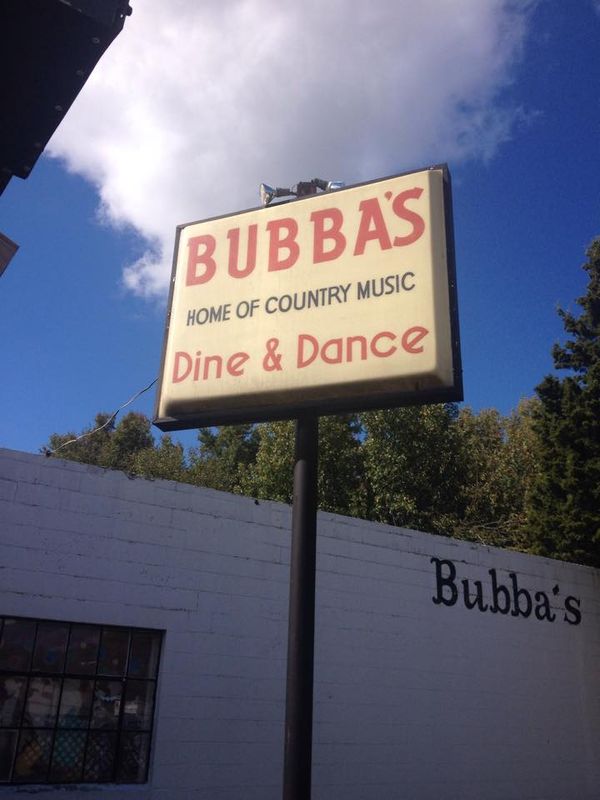 BUBBA'S
HOME OF COUNTRY MUSIC
Dine & Dance
Bubba's